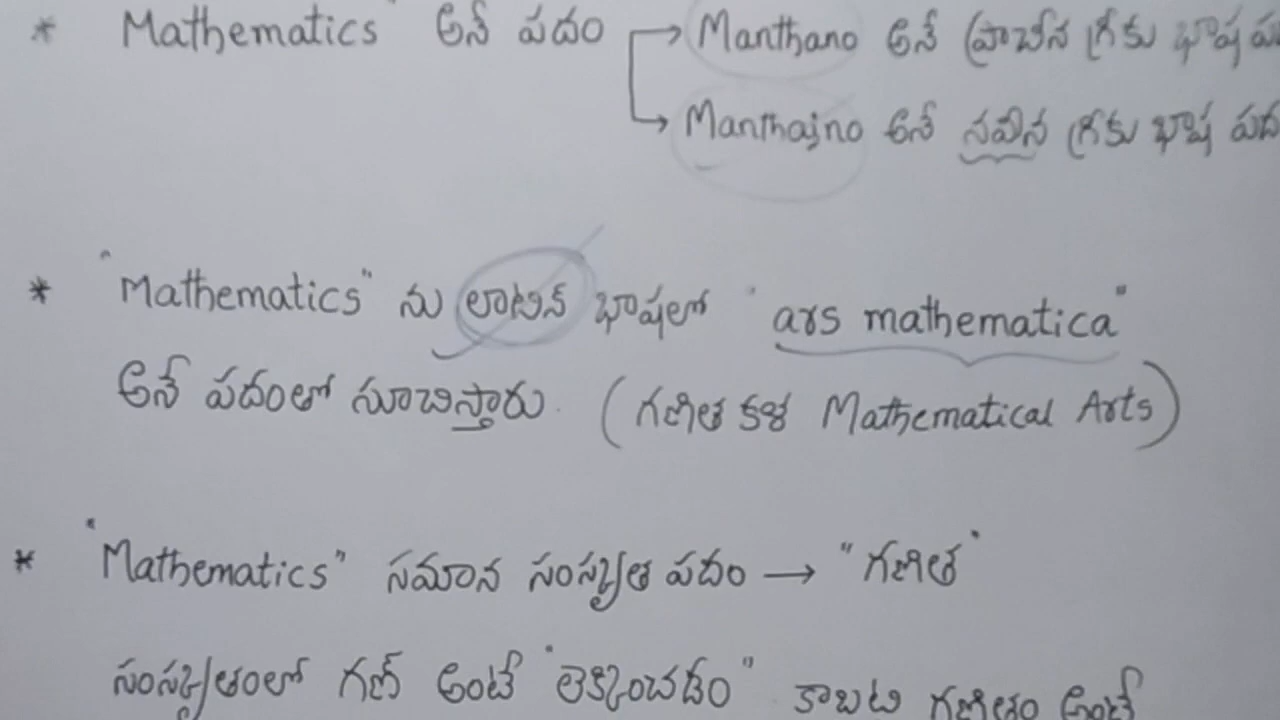 * Mathematics" అనే పదం → Manthano అనే ప్రాచీన గ్రీకు భాష
→ Manthaino అనే నవీన గ్రీకు భాష పద
* "Mathematics" ను లాటిన్ భాషలో "ars mathematica"
అనే పదంతో సూచిస్తారు. (గణిత కళ Mathematical Arts)
* "Mathematics" సమాన సంస్కృత పదం → "గణిత"
సంస్కృతంలో గణ్ అంటే "లెక్కించడం" కాబట్టి గణితం అంటే